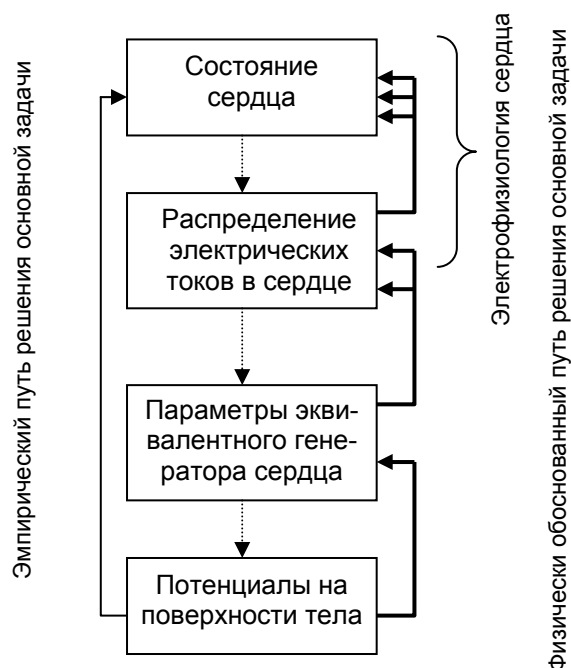 Эмпирический путь решения основной задачи
Состояние
сердца
Распределение
электрических
токов в сердце
Параметры экви-
валентного гене-
ратора сердца
Потенциалы на
поверхности тела
Электрофизиология сердца
Физически обоснованный путь решения основной задачи